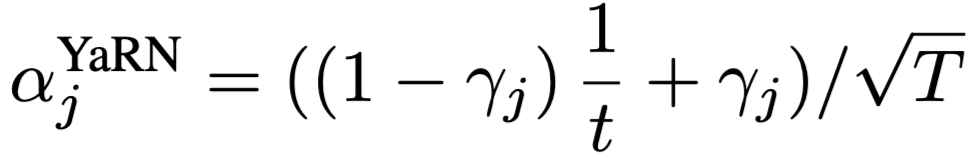 α_j^YaRN = ((1 − γ_j) 1/t + γ_j)/√T